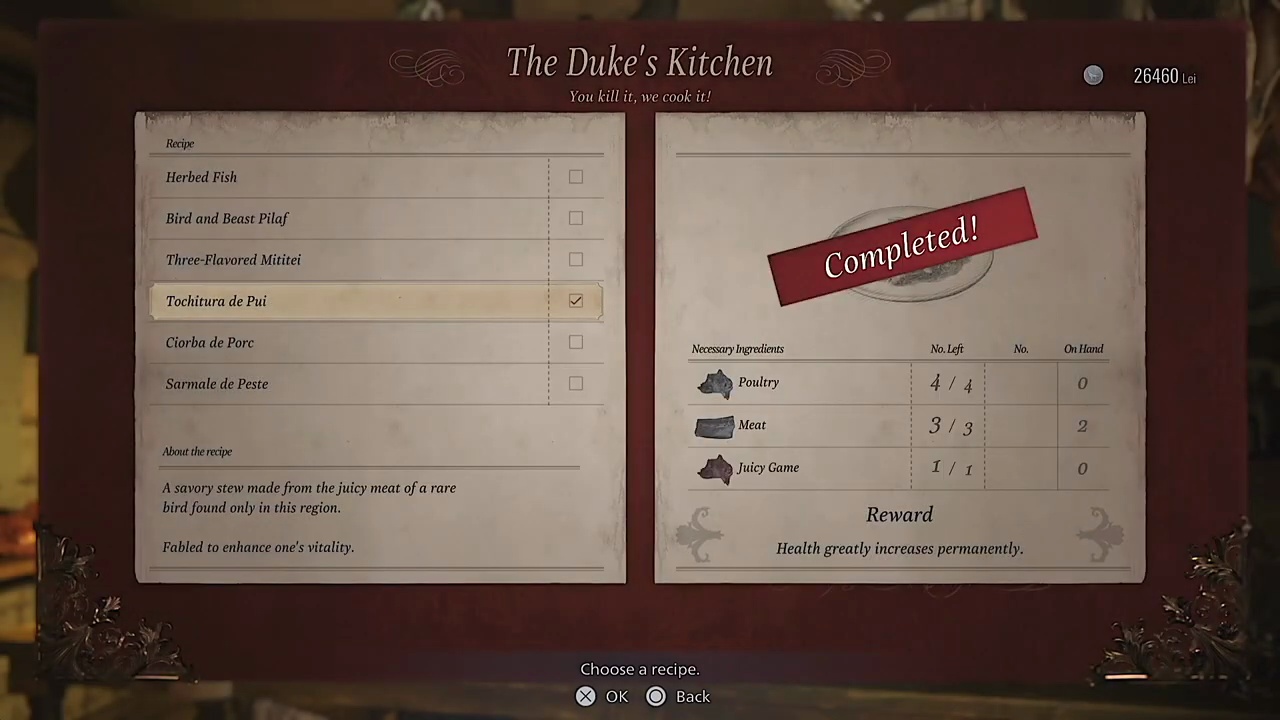 The Duke's Kitchen
You kill it, we cook it!
26460 Lei
Recipe
Herbed Fish
Bird and Beast Pilaf
Three-Flavored Mititei
Tochitura de Pui
Ciorba de Porc
Sarmale de Peste
About the recipe
A savory stew made from the juicy meat of a rare
bird found only in this region.
Fabled to enhance one's vitality.
Completed!
Necessary Ingredients No. Left No. On Hand
Poultry 4 / 4 0
Meat 3 / 3 2
Juicy Game 1 / 1 0
Reward
Health greatly increases permanently.
Choose a recipe.
OK Back